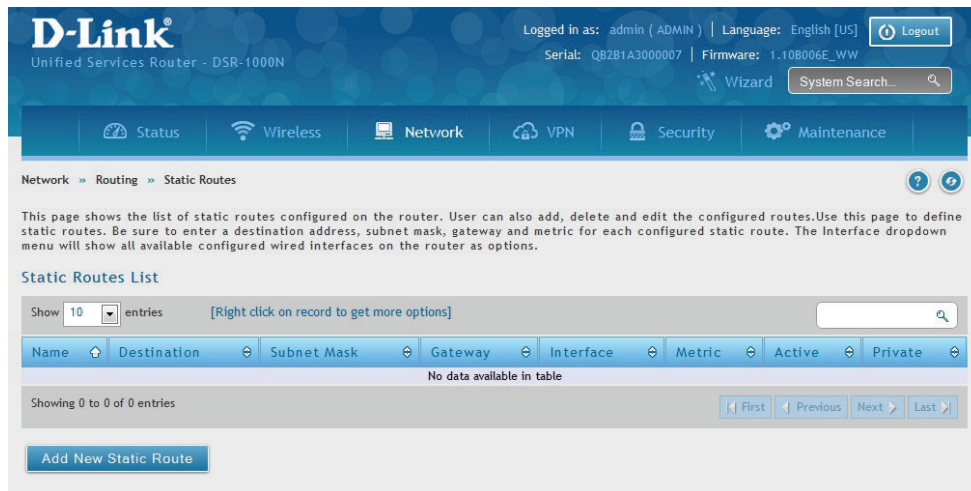 D-Link®
Unified Services Router - DSR-1000N
Logged in as: admin ( ADMIN ) | Language: English [US]
Logout
Serial: QB2B1A3000007 | Firmware: 1.10B006E_WW
Wizard
System Search...
Status
Wireless
Network
VPN
Security
Maintenance
Network » Routing » Static Routes
This page shows the list of static routes configured on the router. User can also add, delete and edit the configured routes.Use this page to define
static routes. Be sure to enter a destination address, subnet mask, gateway and metric for each configured static route. The Interface dropdown
menu will show all available configured wired interfaces on the router as options.
Static Routes List
Show 10 entries [Right click on record to get more options]
Name Destination Subnet Mask Gateway Interface Metric Active Private
No data available in table
Showing 0 to 0 of 0 entries
First Previous Next Last
Add New Static Route